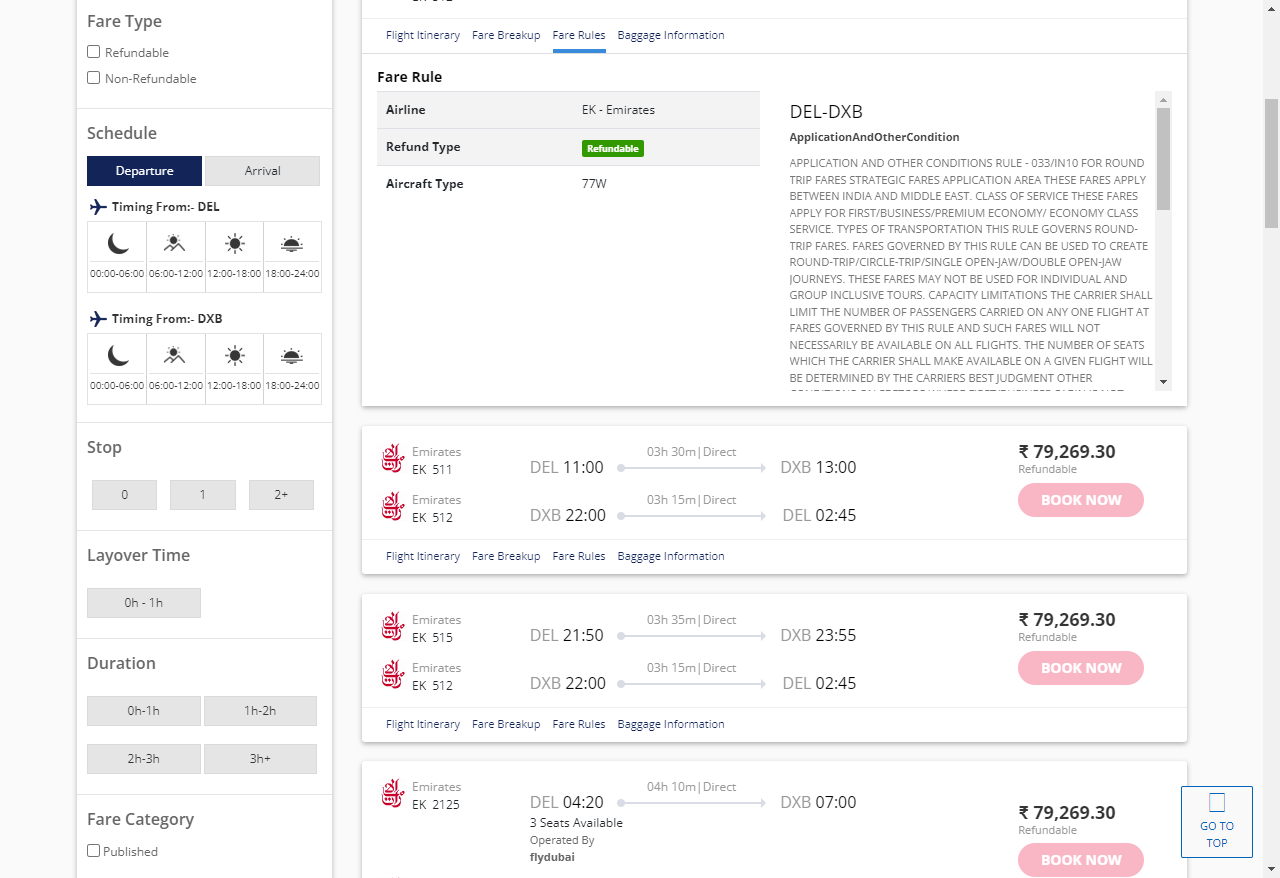 Fare Type
Refundable
Non-Refundable
Schedule
Departure
Arrival
Timing From:- DEL
00:00-06:00
06:00-12:00
12:00-18:00
18:00-24:00
Timing From:- DXB
00:00-06:00
06:00-12:00
12:00-18:00
18:00-24:00
Stop
0
1
2+
Layover Time
0h - 1h
Duration
0h-1h
1h-2h
2h-3h
3h+
Fare Category
Published
Flight Itinerary
Fare Breakup
Fare Rules
Baggage Information
Fare Rule
Airline
EK - Emirates
Refund Type
Refundable
Aircraft Type
77W
DEL-DXB
ApplicationAndOtherCondition
APPLICATION AND OTHER CONDITIONS RULE - 033/IN10 FOR ROUND
TRIP FARES STRATEGIC FARES APPLICATION AREA THESE FARES APPLY
BETWEEN INDIA AND MIDDLE EAST. CLASS OF SERVICE THESE FARES
APPLY FOR FIRST/BUSINESS/PREMIUM ECONOMY/ ECONOMY CLASS
SERVICE. TYPES OF TRANSPORTATION THIS RULE GOVERNS ROUND-
TRIP FARES. FARES GOVERNED BY THIS RULE CAN BE USED TO CREATE
ROUND-TRIP/CIRCLE-TRIP/SINGLE OPEN-JAW/DOUBLE OPEN-JAW
JOURNEYS. THESE FARES MAY NOT BE USED FOR INDIVIDUAL AND
GROUP INCLUSIVE TOURS. CAPACITY LIMITATIONS THE CARRIER SHALL
LIMIT THE NUMBER OF PASSENGERS CARRIED ON ANY ONE FLIGHT AT
FARES GOVERNED BY THIS RULE AND SUCH FARES WILL NOT
NECESSARILY BE AVAILABLE ON ALL FLIGHTS. THE NUMBER OF SEATS
WHICH THE CARRIER SHALL MAKE AVAILABLE ON A GIVEN FLIGHT WILL
BE DETERMINED BY THE CARRIERS BEST JUDGMENT OTHER
Emirates
EK 511
DEL 11:00
03h 30m|Direct
DXB 13:00
Emirates
EK 512
DXB 22:00
03h 15m|Direct
DEL 02:45
₹ 79,269.30
Refundable
BOOK NOW
Flight Itinerary
Fare Breakup
Fare Rules
Baggage Information
Emirates
EK 515
DEL 21:50
03h 35m|Direct
DXB 23:55
Emirates
EK 512
DXB 22:00
03h 15m|Direct
DEL 02:45
₹ 79,269.30
Refundable
BOOK NOW
Flight Itinerary
Fare Breakup
Fare Rules
Baggage Information
Emirates
EK 2125
DEL 04:20
04h 10m|Direct
DXB 07:00
3 Seats Available
Operated By
flydubai
₹ 79,269.30
Refundable
BOOK NOW
GO TO
TOP